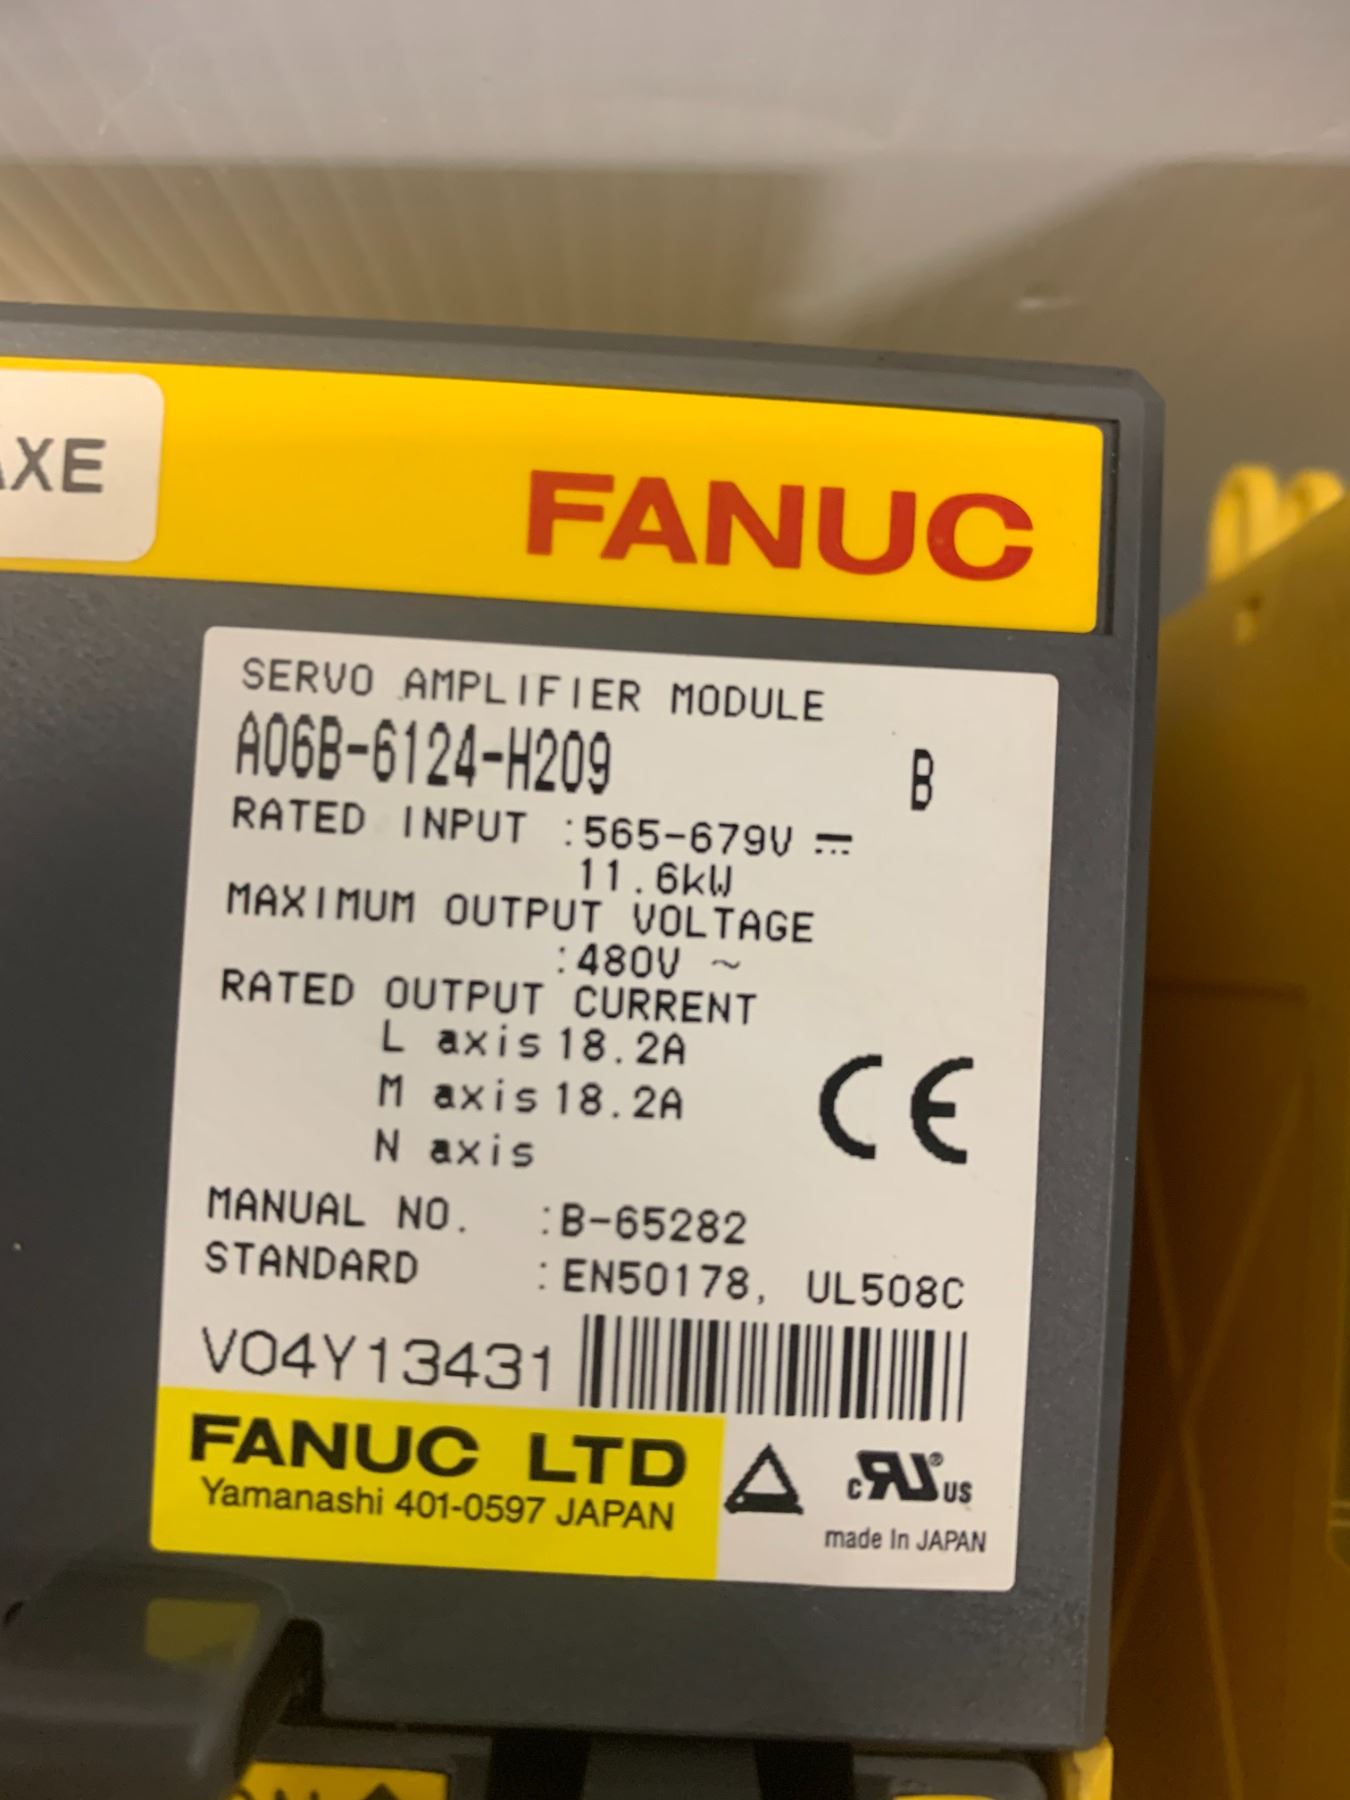 AXE
FANUC
SERVO AMPLIFIER MODULE
A06B-6124-H209 B
RATED INPUT :565-679V ⎓
11.6kW
MAXIMUM OUTPUT VOLTAGE
:480V ~
RATED OUTPUT CURRENT
L axis 18.2A
M axis 18.2A
N axis
CE
MANUAL NO. :B-65282
STANDARD :EN50178, UL508C
V04Y13431
FANUC LTD
Yamanashi 401-0597 JAPAN
c RU ® US
made In JAPAN